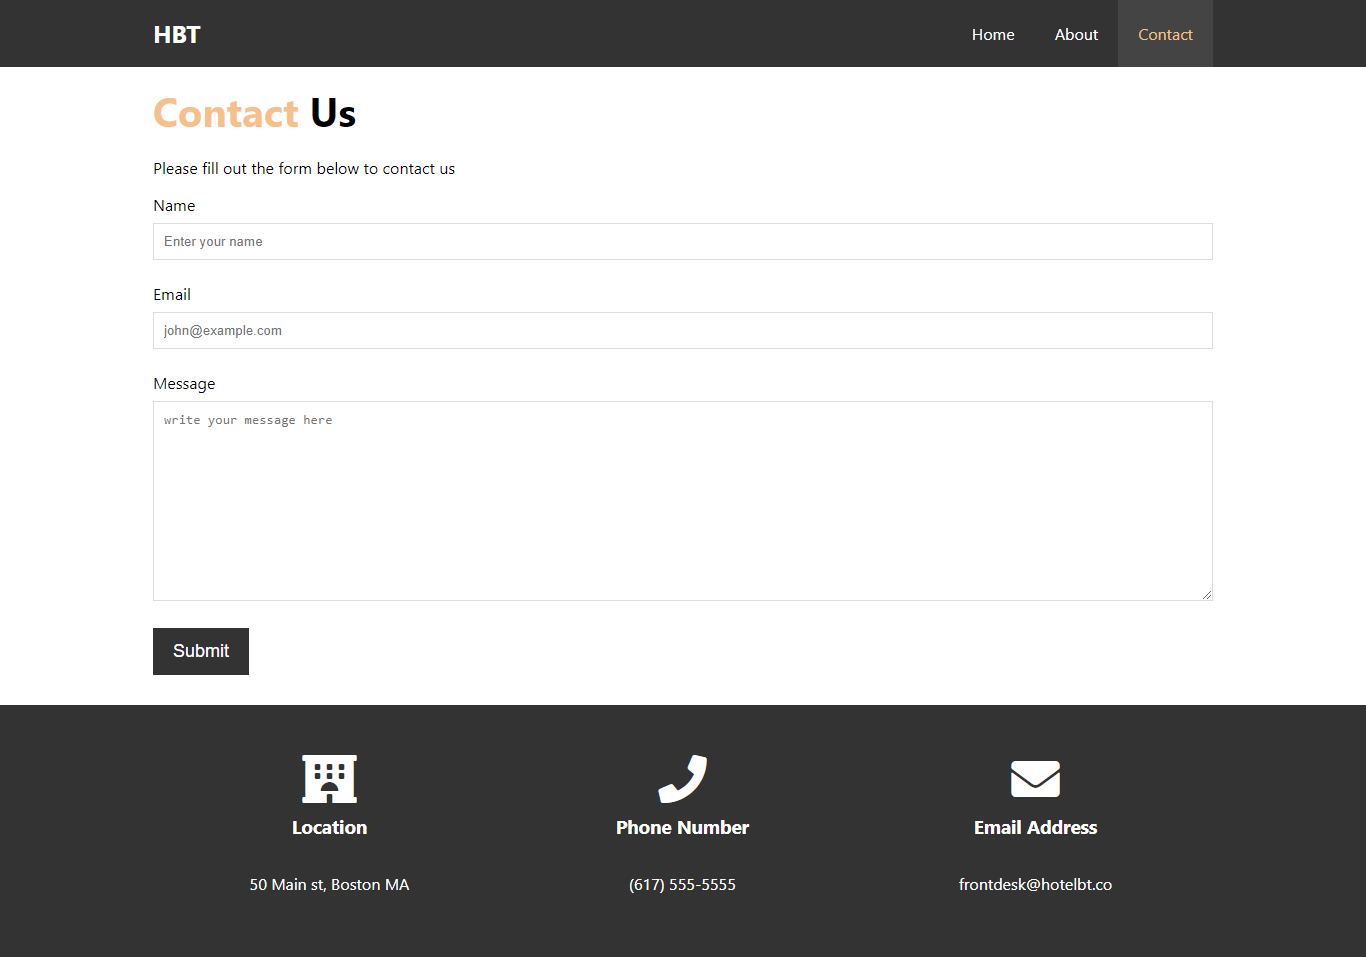 HBT
Home About Contact
Contact Us
Please fill out the form below to contact us
Name
Enter your name
Email
john@example.com
Message
write your message here
Submit
Location
50 Main st, Boston MA
Phone Number
(617) 555-5555
Email Address
frontdesk@hotelbt.co